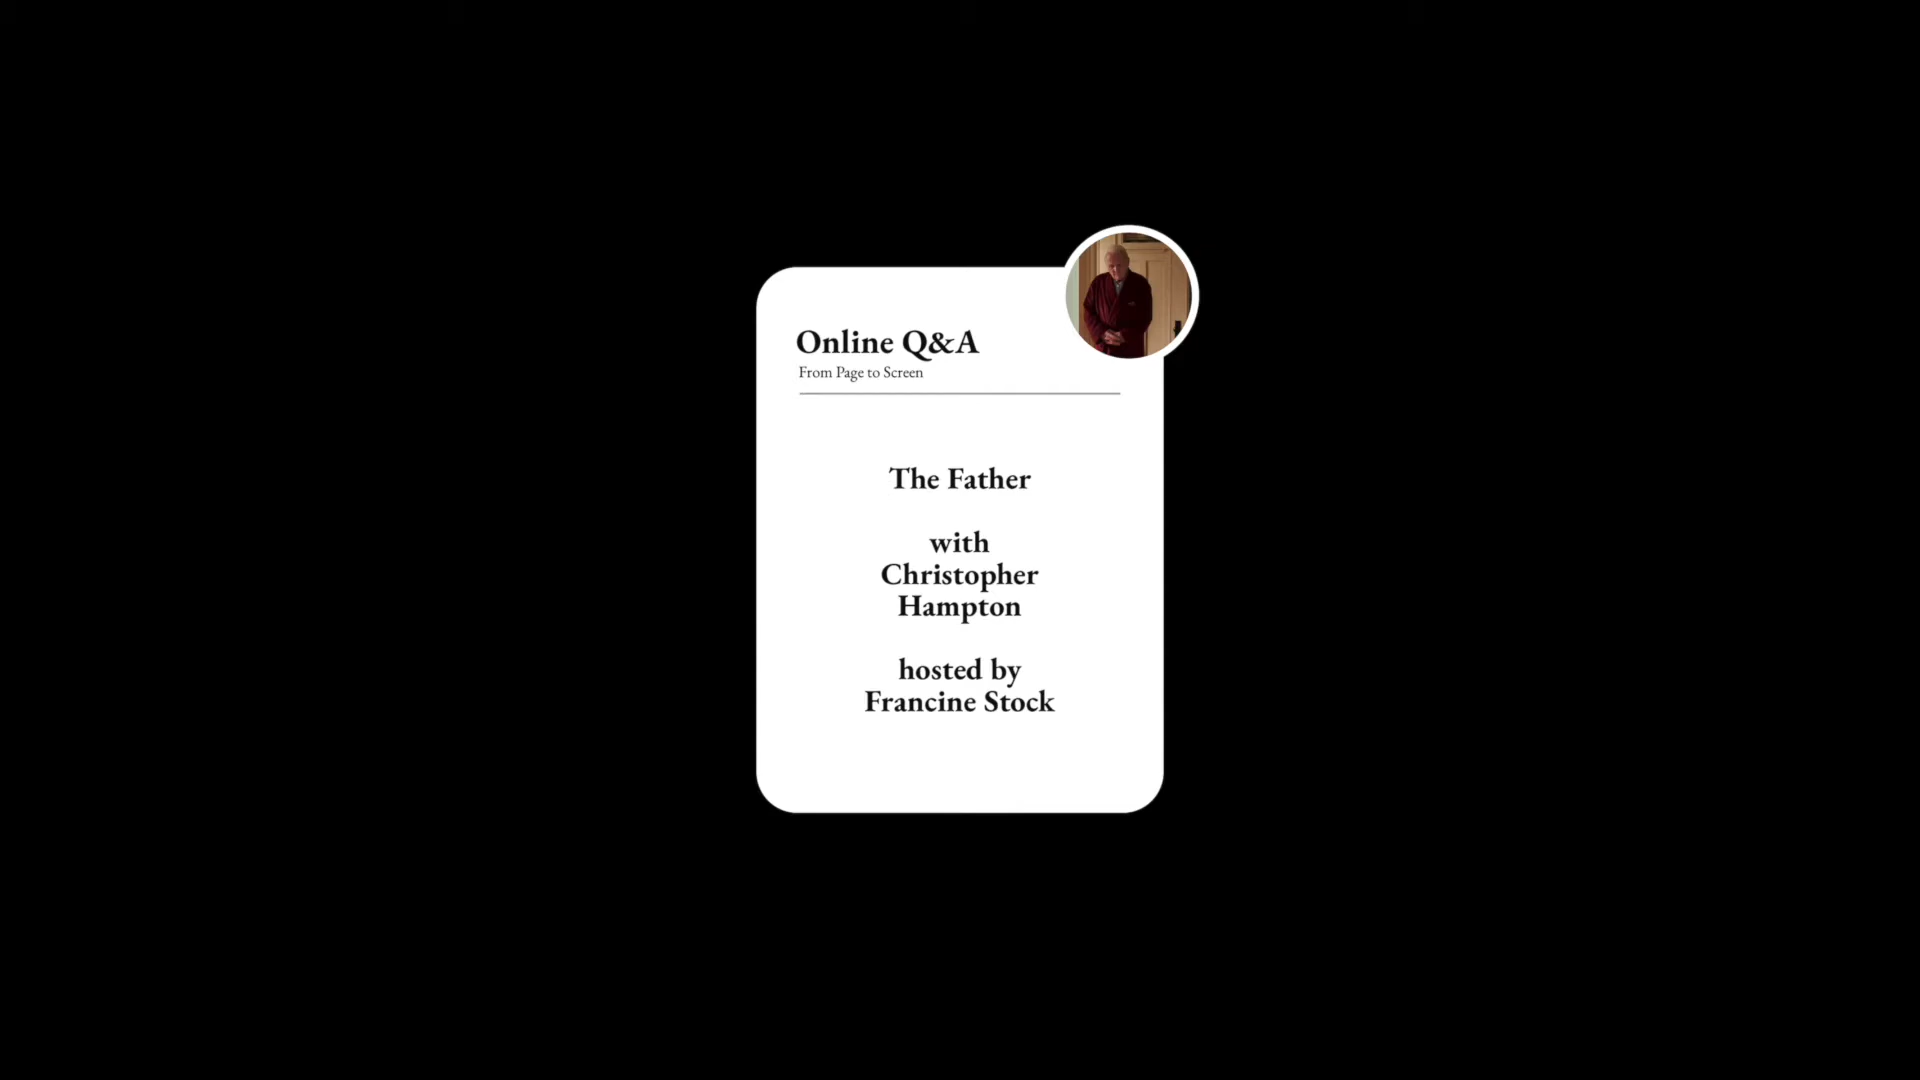 Online Q&A
From Page to Screen
The Father
with
Christopher
Hampton
hosted by
Francine Stock